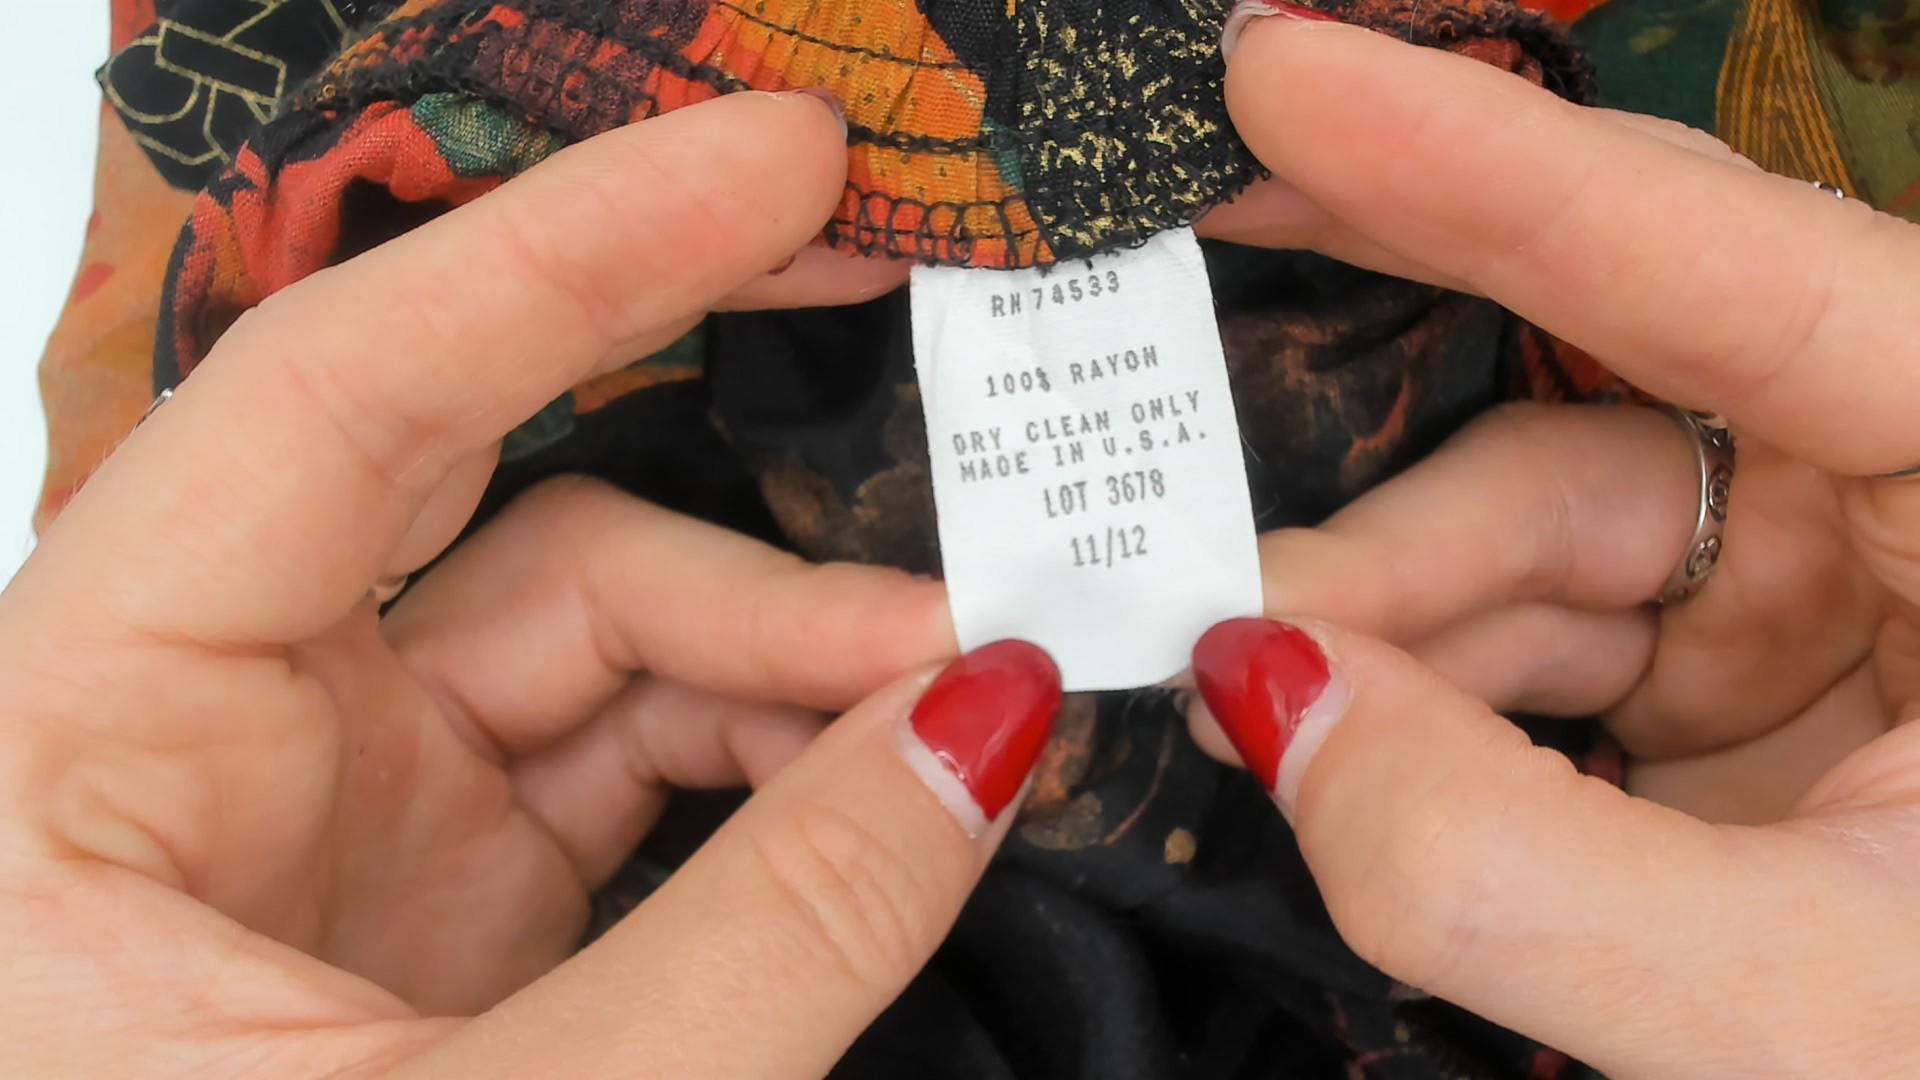 RN 74533
100% RAYON
DRY CLEAN ONLY
MADE IN U.S.A.
LOT 3678
11/12